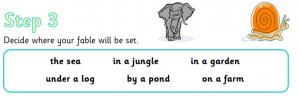 Step 3
Decide where your fable will be set.
the sea in a jungle in a garden
under a log by a pond on a farm